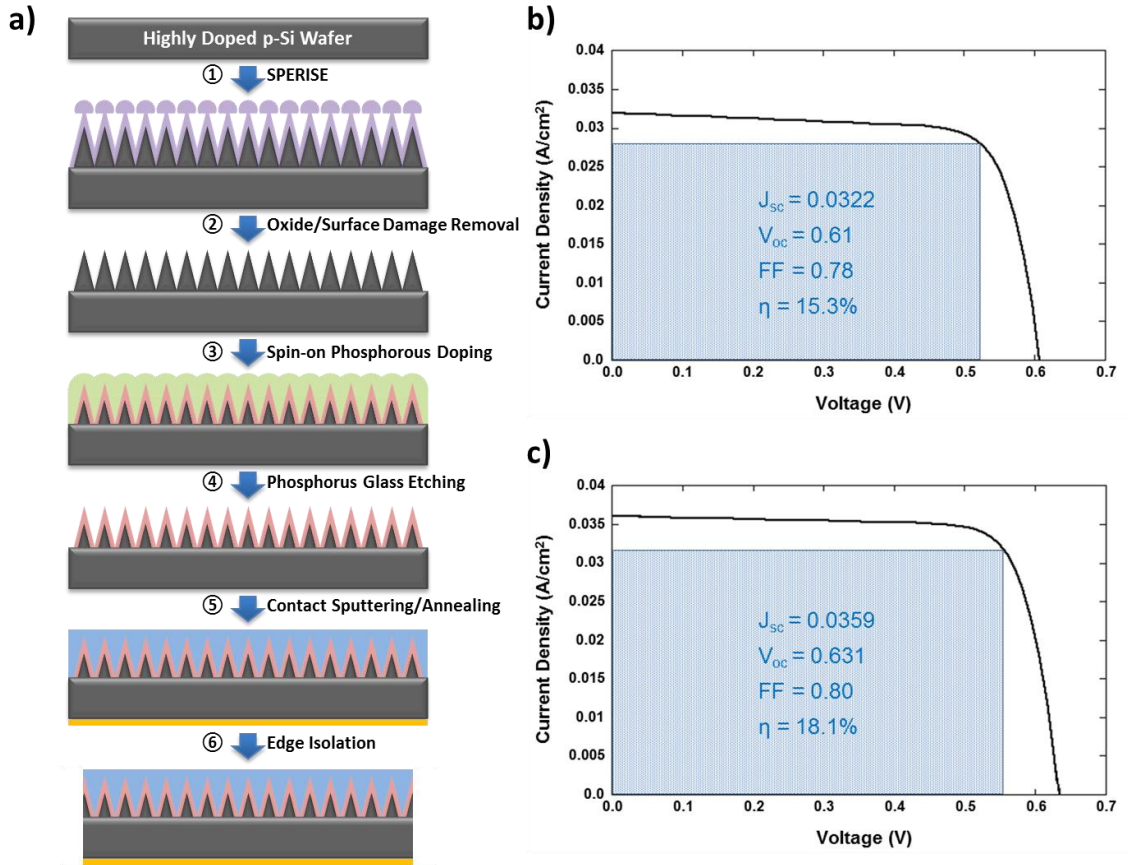 a)
Highly Doped p-Si Wafer
① SPERISE
② Oxide/Surface Damage Removal
③ Spin-on Phosphorous Doping
④ Phosphorus Glass Etching
⑤ Contact Sputtering/Annealing
⑥ Edge Isolation
b)
Current Density (A/cm²)
0.04
0.035
0.03
0.025
0.02
0.015
0.01
0.005
0.0
Jsc = 0.0322
Voc = 0.61
FF = 0.78
η = 15.3%
0.0 0.1 0.2 0.3 0.4 0.5 0.6 0.7
Voltage (V)
c)
Current Density (A/cm²)
0.04
0.035
0.03
0.025
0.02
0.015
0.01
0.005
0.0
Jsc = 0.0359
Voc = 0.631
FF = 0.80
η = 18.1%
0.0 0.1 0.2 0.3 0.4 0.5 0.6 0.7
Voltage (V)